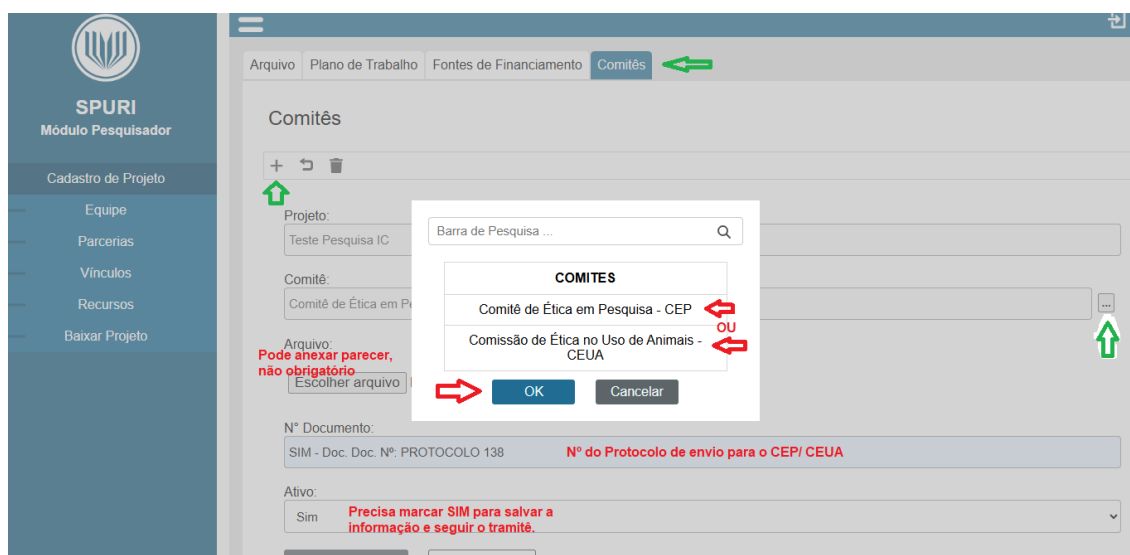 SPURI
Módulo Pesquisador
Cadastro de Projeto
Equipe
Parcerias
Vínculos
Recursos
Baixar Projeto
Arquivo Plano de Trabalho Fontes de Financiamento Comitês
Comitês
Projeto:
Teste Pesquisa IC
Comitê:
Comitê de Ética em
...
Arquivo:
Pode anexar parecer,
não obrigatório
Escolher arquivo
Barra de Pesquisa ...
COMITES
Comitê de Ética em Pesquisa - CEP
OU
Comissão de Ética no Uso de Animais -
CEUA
OK Cancelar
N° Documento:
SIM - Doc. Doc. Nº: PROTOCOLO 138 Nº do Protocolo de envio para o CEP/ CEUA
Ativo:
Sim
Precisa marcar SIM para salvar a
informação e seguir o tramitê.